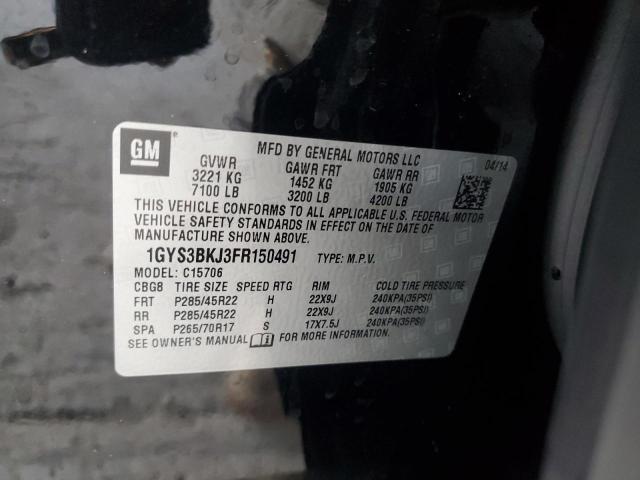 GM
MFD BY GENERAL MOTORS LLC
04/14
GVWR GAWR FRT GAWR RR
3221 KG 1452 KG 1905 KG
7100 LB 3200 LB 4200 LB
THIS VEHICLE CONFORMS TO ALL APPLICABLE U.S. FEDERAL MOTOR
VEHICLE SAFETY STANDARDS IN EFFECT ON THE DATE OF
MANUFACTURE SHOWN ABOVE.
1GYS3BKJ3FR150491 TYPE: M.P.V.
MODEL: C15706
CBG8 TIRE SIZE SPEED RTG RIM COLD TIRE PRESSURE
FRT P285/45R22 H 22X9J 240KPA(35PSI)
RR P285/45R22 H 22X9J 240KPA(35PSI)
SPA P265/70R17 S 17X7.5J 240KPA(35PSI)
SEE OWNER'S MANUAL FOR MORE INFORMATION.